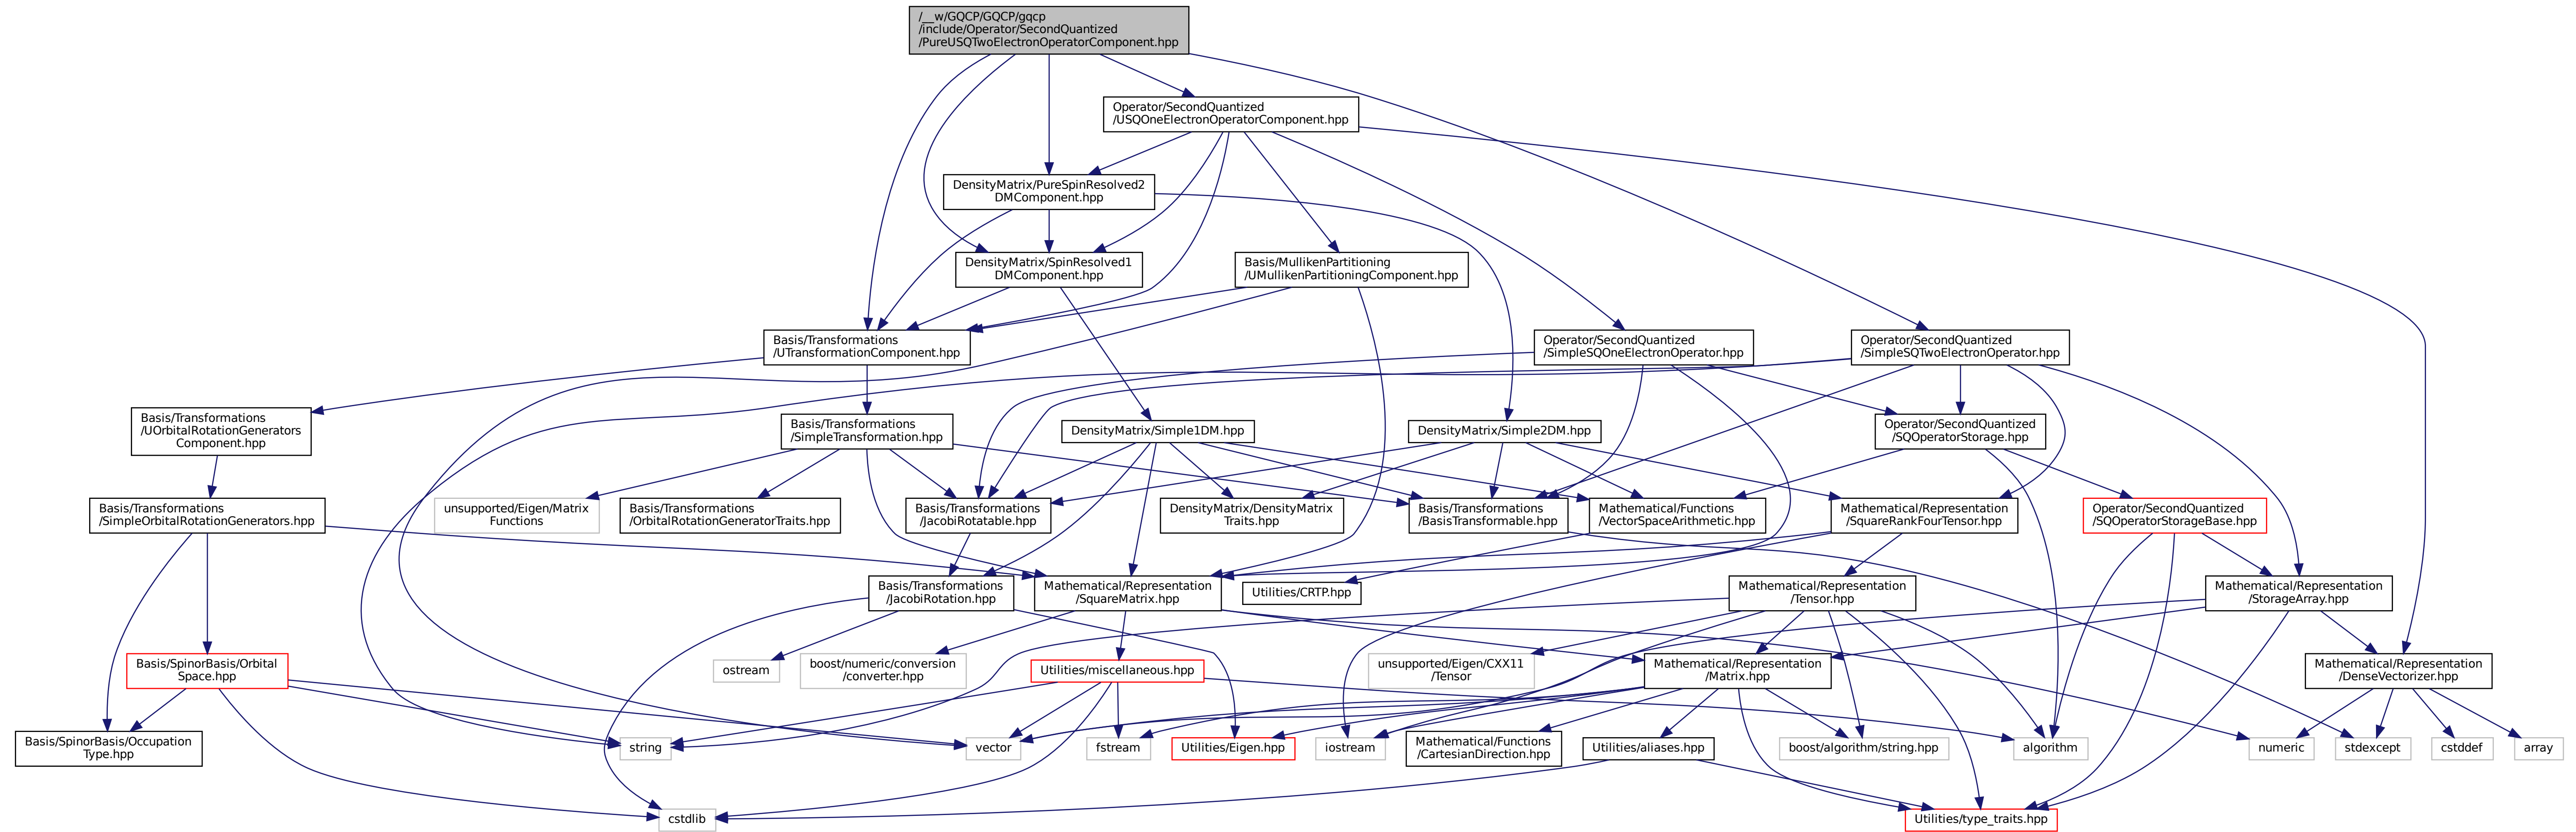 /__w/GQCP/GQCP/gqcp
/include/Operator/SecondQuantized
/PureUSQTwoElectronOperatorComponent.hpp
Operator/SecondQuantized
/USQOneElectronOperatorComponent.hpp
DensityMatrix/PureSpinResolved2
DMComponent.hpp
DensityMatrix/SpinResolved1
DMComponent.hpp
Basis/MullikenPartitioning
/UMullikenPartitioningComponent.hpp
Basis/Transformations
/UTransformationComponent.hpp
Operator/SecondQuantized
/SimpleSQOneElectronOperator.hpp
Operator/SecondQuantized
/SimpleSQTwoElectronOperator.hpp
Basis/Transformations
/UOrbitalRotationGenerators
Component.hpp
Basis/Transformations
/SimpleTransformation.hpp
DensityMatrix/Simple1DM.hpp
DensityMatrix/Simple2DM.hpp
Operator/SecondQuantized
/SQOperatorStorage.hpp
Basis/Transformations
/SimpleOrbitalRotationGenerators.hpp
unsupported/Eigen/Matrix
Functions
Basis/Transformations
/OrbitalRotationGeneratorTraits.hpp
Basis/Transformations
/JacobiRotatable.hpp
DensityMatrix/DensityMatrix
Traits.hpp
Basis/Transformations
/BasisTransformable.hpp
Mathematical/Functions
/VectorSpaceArithmetic.hpp
Mathematical/Representation
/SquareRankFourTensor.hpp
Operator/SecondQuantized
/SQOperatorStorageBase.hpp
Basis/Transformations
/JacobiRotation.hpp
Mathematical/Representation
/SquareMatrix.hpp
Utilities/CRTP.hpp
Mathematical/Representation
/Tensor.hpp
Mathematical/Representation
/StorageArray.hpp
Basis/SpinorBasis/Orbital
Space.hpp
ostream
boost/numeric/conversion
/converter.hpp
Utilities/miscellaneous.hpp
unsupported/Eigen/CXX11
/Tensor
Mathematical/Representation
/Matrix.hpp
Mathematical/Representation
/DenseVectorizer.hpp
Basis/SpinorBasis/Occupation
Type.hpp
string
vector
fstream
Utilities/Eigen.hpp
iostream
Mathematical/Functions
/CartesianDirection.hpp
Utilities/aliases.hpp
boost/algorithm/string.hpp
algorithm
numeric
stdexcept
cstddef
array
cstdlib
Utilities/type_traits.hpp